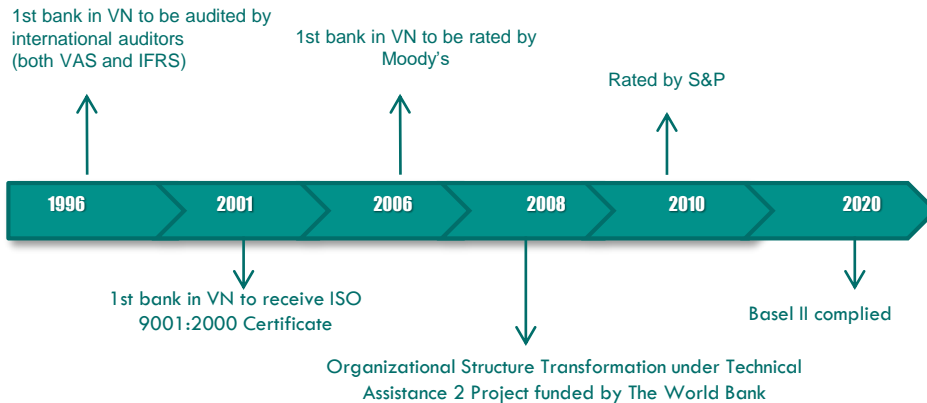 1st bank in VN to be audited by
international auditors
(both VAS and IFRS)
1st bank in VN to be rated by
Moody's
Rated by S&P
1996
2001
2006
2008
2010
2020
1st bank in VN to receive ISO
9001:2000 Certificate
Basel II complied
Organizational Structure Transformation under Technical
Assistance 2 Project funded by The World Bank